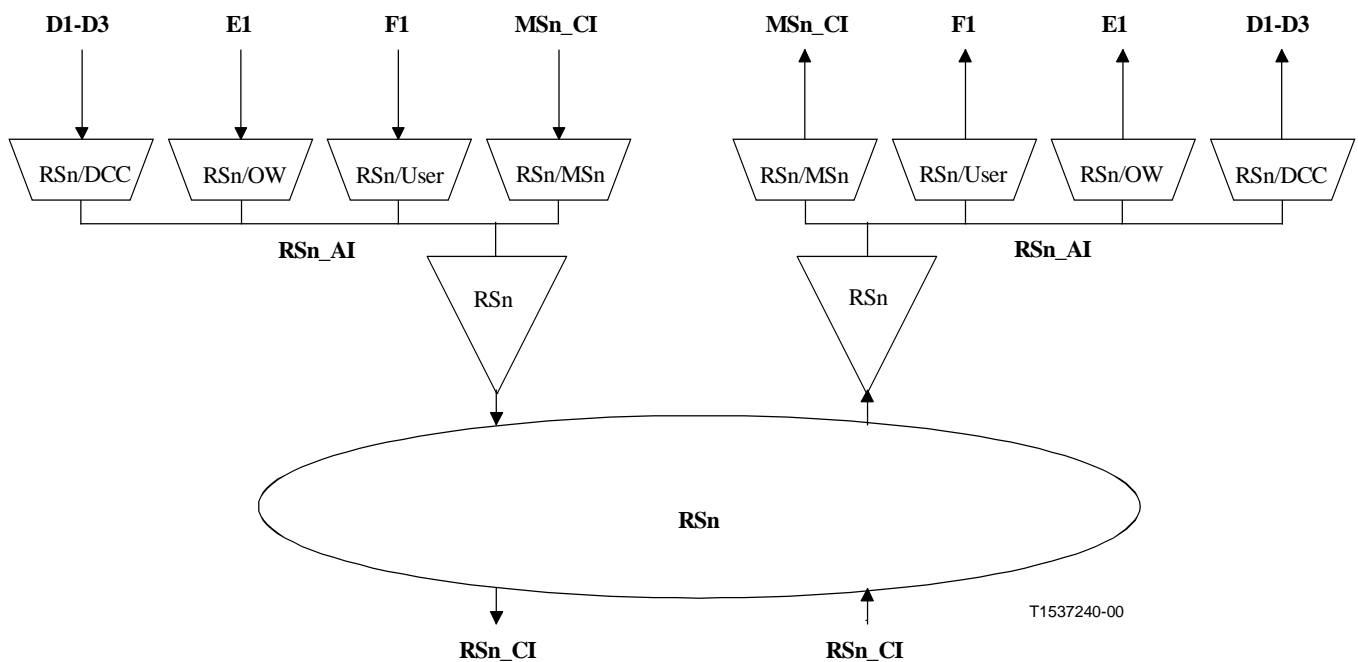 D1-D3 E1 F1 MSn_CI MSn_CI F1 E1 D1-D3
RSn/DCC RSn/OW RSn/User RSn/MSn RSn/MSn RSn/User RSn/OW RSn/DCC
RSn_AI RSn_AI
RSn RSn
RSn
T1537240-00
RSn_CI RSn_CI